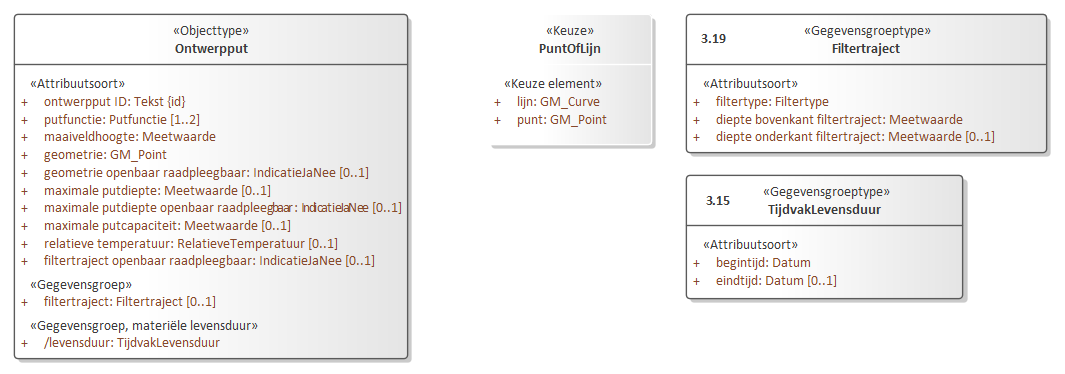 «Objecttype»
Ontwerpput
«Attribuutsoort»
+ ontwerpput ID: Tekst {id}
+ putfunctie: Putfunctie [1..2]
+ maaiveldhoogte: Meetwaarde
+ geometrie: GM_Point
+ geometrie openbaar raadpleegbaar: IndicatieJaNee [0..1]
+ maximale putdiepte: Meetwaarde [0..1]
+ maximale putdiepte openbaar raadpleegbaar: IndicatieJaNee [0..1]
+ maximale putcapaciteit: Meetwaarde [0..1]
+ relatieve temperatuur: RelatieveTemperatuur [0..1]
+ filtertraject openbaar raadpleegbaar: IndicatieJaNee [0..1]
«Gegevensgroep»
+ filtertraject: Filtertraject [0..1]
«Gegevensgroep, materiële levensduur»
+ /levensduur: TijdvakLevensduur
«Keuze»
PuntOfLijn
«Keuze element»
+ lijn: GM_Curve
+ punt: GM_Point
3.19
«Gegevensgroeptype»
Filtertraject
«Attribuutsoort»
+ filtertype: Filtertype
+ diepte bovenkant filtertraject: Meetwaarde
+ diepte onderkant filtertraject: Meetwaarde [0..1]
3.15
«Gegevensgroeptype»
TijdvakLevensduur
«Attribuutsoort»
+ begintijd: Datum
+ eindtijd: Datum [0..1]